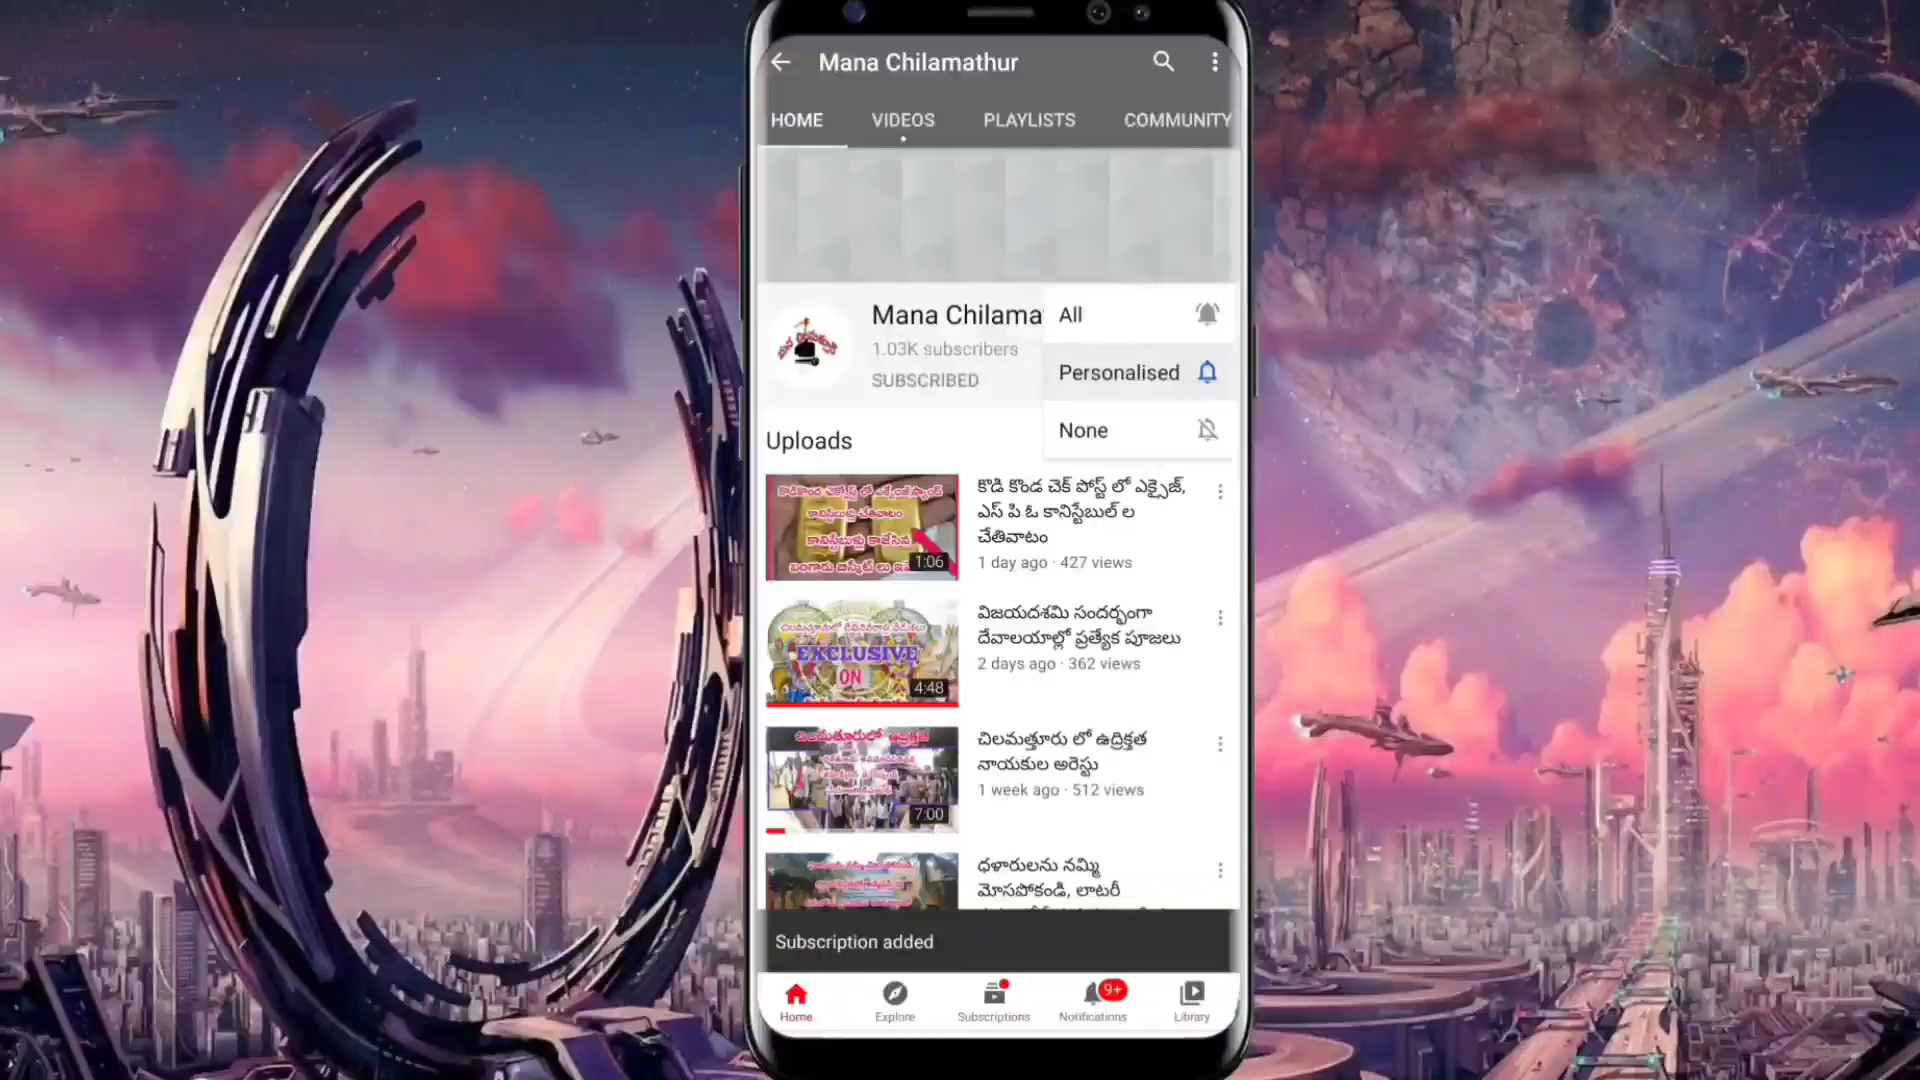 Mana Chilamathur
HOME VIDEOS PLAYLISTS COMMUNITY
Mana Chilama
1.03K subscribers
SUBSCRIBED
All
Personalised
None
Uploads
కొడి కొండ చెక్ పోస్ట్ లో ఎక్సైజ్,
ఎస్ పి ఓ కానిస్టేబుల్ ల
చేతివాటం
1 day ago · 427 views
కానిస్టేబుళ్లు చేతివాటం
కానిస్టేబుళ్లు కాజేసిన
1:06
విజయదశమి సందర్భంగా
దేవాలయాల్లో ప్రత్యేక పూజలు
2 days ago · 362 views
EXCLUSIVE
ON
4:48
చిలమత్తూరు లో ఉద్రిక్తత
నాయకుల అరెస్టు
1 week ago · 512 views
చిలమత్తూరులో ఉద్రిక్తత
7:00
ధళారులను నమ్మి
మోసపోకండి, లాటరీ
Subscription added
9+
Home Explore Subscriptions Notifications Library